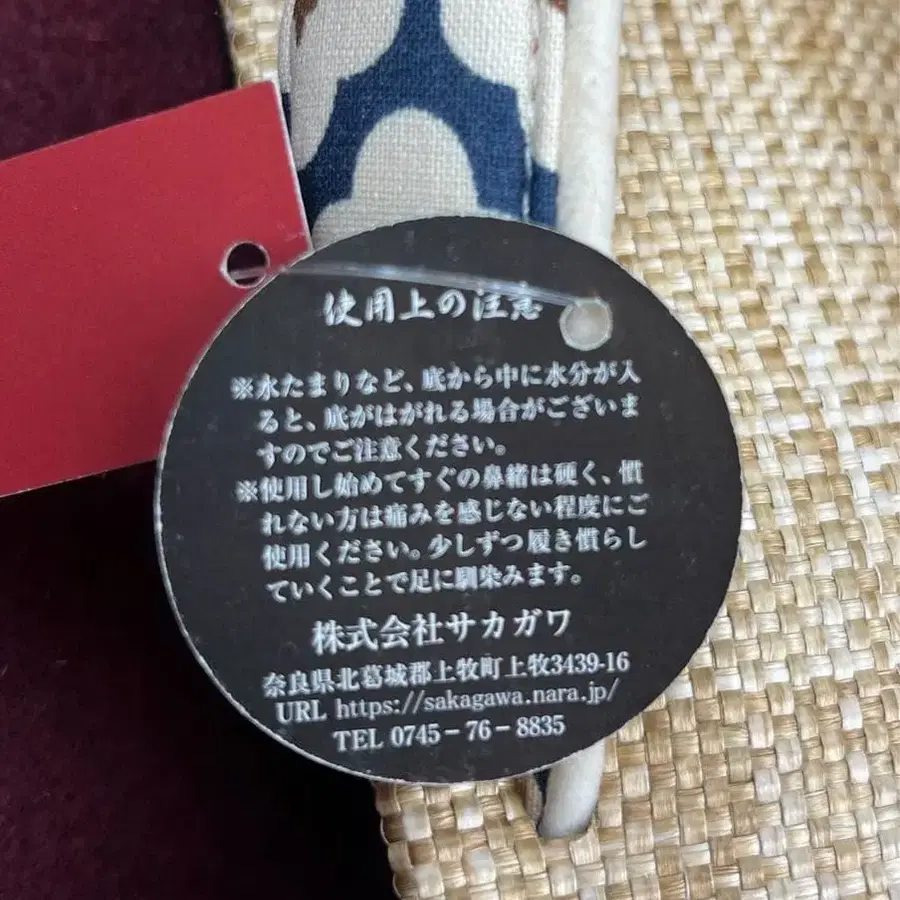 使用上の注意
※水たまりなど、底から中に水分が入
ると、底がはがれる場合がございま
すのでご注意ください。
※使用し始めてすぐの鼻緒は硬く、慣
れない方は痛みを感じない程度にご
使用ください。少しずつ履き慣らし
ていくことで足に馴染みます。
株式会社サカガワ
奈良県北葛城郡上牧町上牧3439-16
URL https://sakagawa.nara.jp/
TEL 0745-76-8835